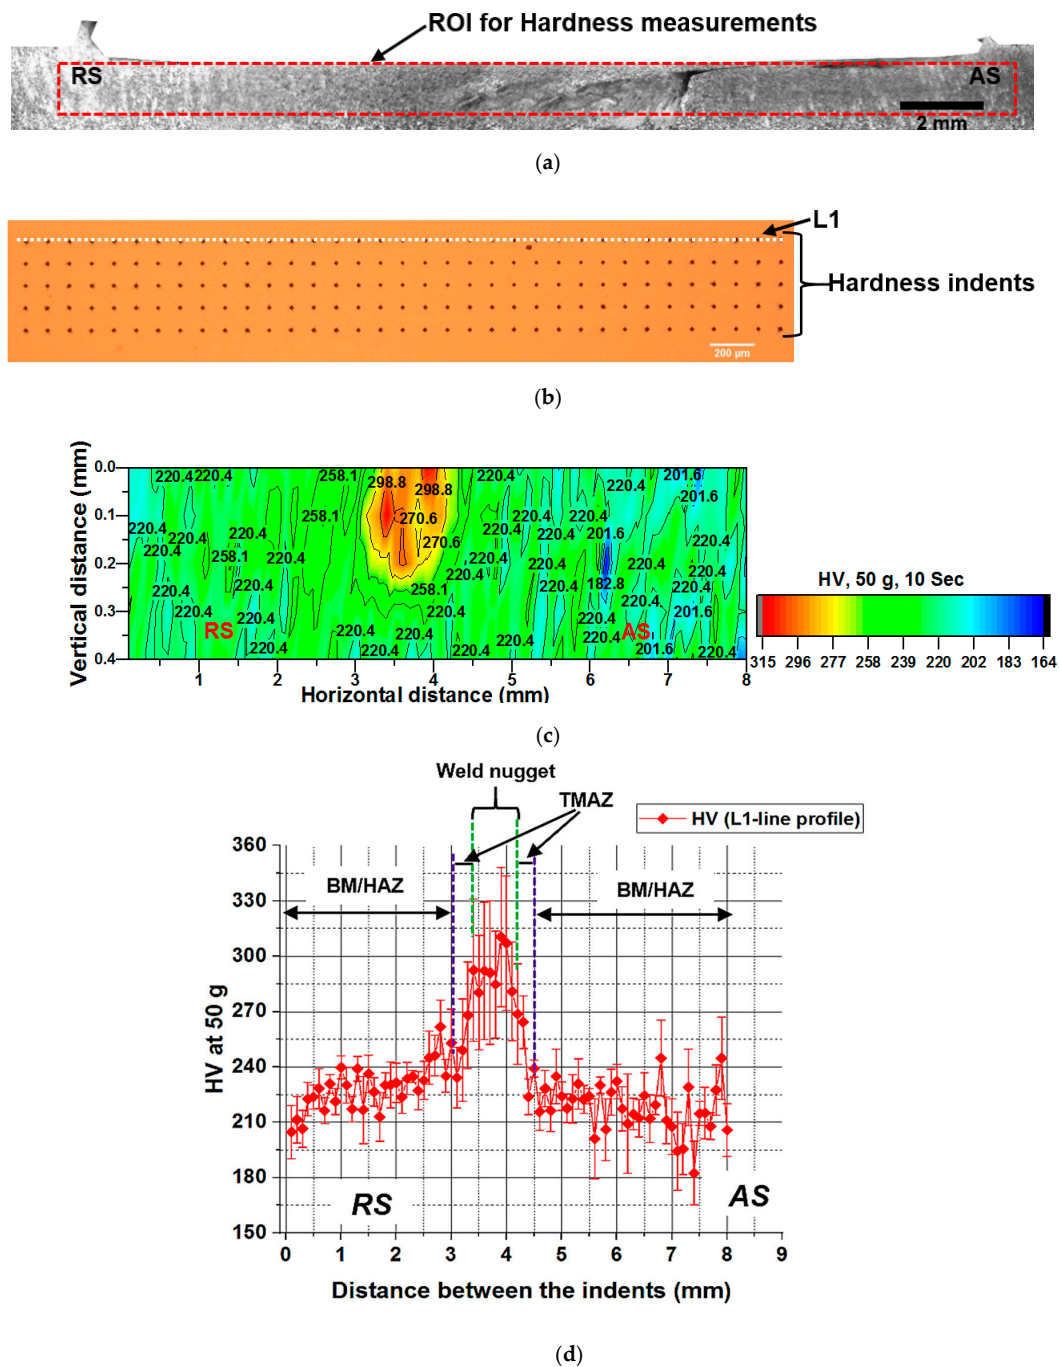 ROI for Hardness measurements
RS
AS
2 mm
(a)
L1
Hardness indents
200 µm
(b)
Vertical distance (mm)
0.0
0.1
0.2
0.3
0.4
220.4 220.4 258.1 298.8 298.8 220.4 220.4 201.6 201.6
220.4 220.4 258.1 270.6 220.4 220.4 220.4 201.6 220.4
220.4 258.1 220.4 270.6 220.4 220.4 220.4
220.4 258.1 220.4 182.8 220.4 220.4
220.4 220.4 220.4 220.4 201.6
RS
AS
220.4 220.4 220.4 220.4 220.4 220.4 220.4 201.6 220.4
1 2 3 4 5 6 7 8
Horizontal distance (mm)
HV, 50 g, 10 Sec
315 296 277 258 239 220 202 183 164
(c)
Weld nugget
TMAZ
HV (L1-line profile)
BM/HAZ
BM/HAZ
HV at 50 g
360
330
300
270
240
210
180
150
RS
AS
0 1 2 3 4 5 6 7 8 9
Distance between the indents (mm)
(d)